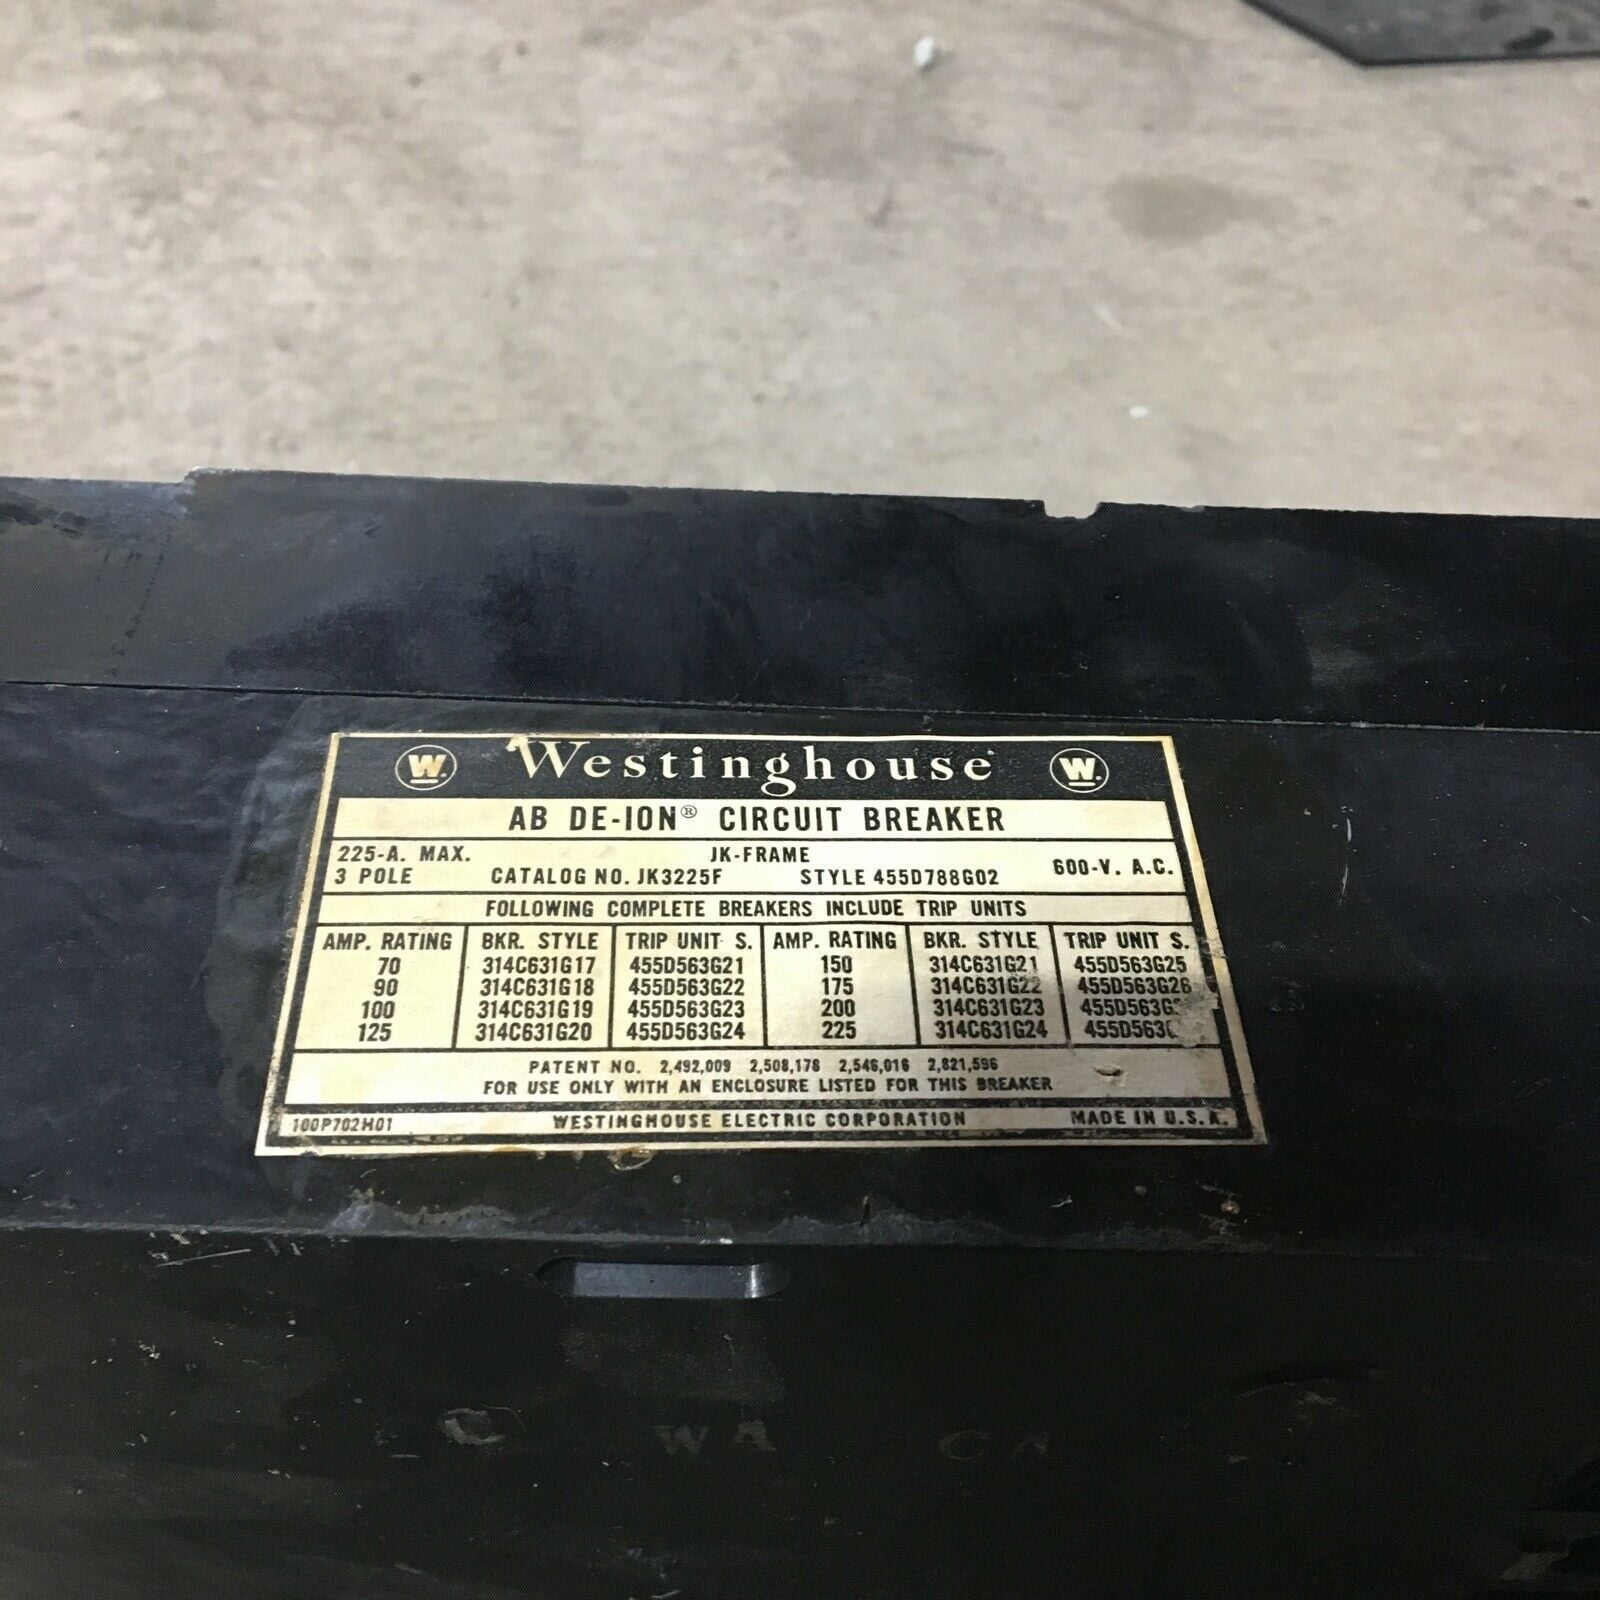 W Westinghouse W
AB DE-ION® CIRCUIT BREAKER
225-A. MAX. JK-FRAME 600-V. A.C.
3 POLE CATALOG NO. JK3225F STYLE 455D788G02
FOLLOWING COMPLETE BREAKERS INCLUDE TRIP UNITS
AMP. RATING BKR. STYLE TRIP UNIT S. AMP. RATING BKR. STYLE TRIP UNIT S.
70 314C631G17 455D563G21 150 314C631G21 455D563G25
90 314C631G18 455D563G22 175 314C631G22 455D563G26
100 314C631G19 455D563G23 200 314C631G23
125 314C631G20 455D563G24 225 314C631G24
PATENT NO. 2,492,009 2,508,178 2,546,016 2,821,596
FOR USE ONLY WITH AN ENCLOSURE LISTED FOR THIS BREAKER
100P702H01 WESTINGHOUSE ELECTRIC CORPORATION MADE IN U.S.A.